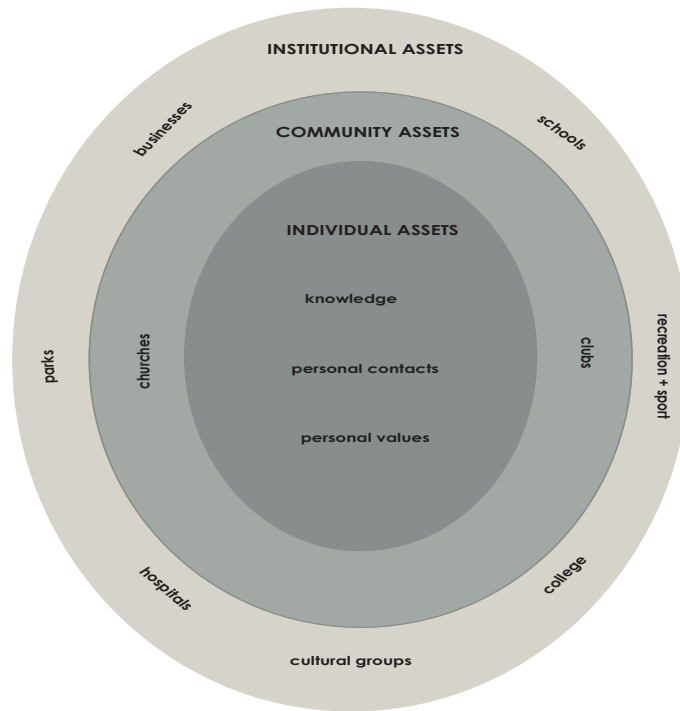 INSTITUTIONAL ASSETS
businesses
schools
COMMUNITY ASSETS
INDIVIDUAL ASSETS
knowledge
personal contacts
personal values
churches
clubs
parks
recreation + sport
hospitals
college
cultural groups